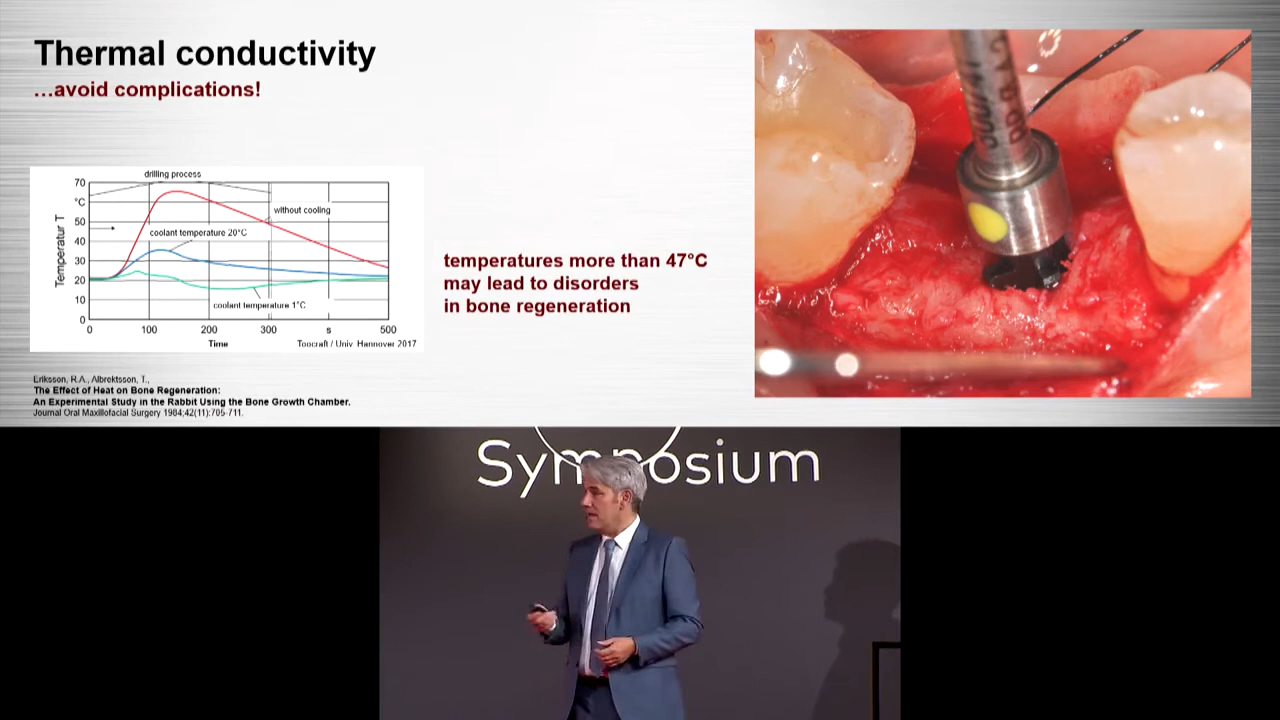 Thermal conductivity
...avoid complications!
drilling process
70
°C
50
40
30
20
10
0
Temperatur T
without cooling
coolant temperature 20°C
coolant temperature 1°C
0 100 200 300 s 500
Time
Toocraft / Univ. Hannover 2017
temperatures more than 47°C
may lead to disorders
in bone regeneration
Eriksson, R.A., Albrektsson, T.,
The Effect of Heat on Bone Regeneration:
An Experimental Study in the Rabbit Using the Bone Growth Chamber.
Journal Oral Maxillofacial Surgery 1984;42(11):705-711.
Symposium